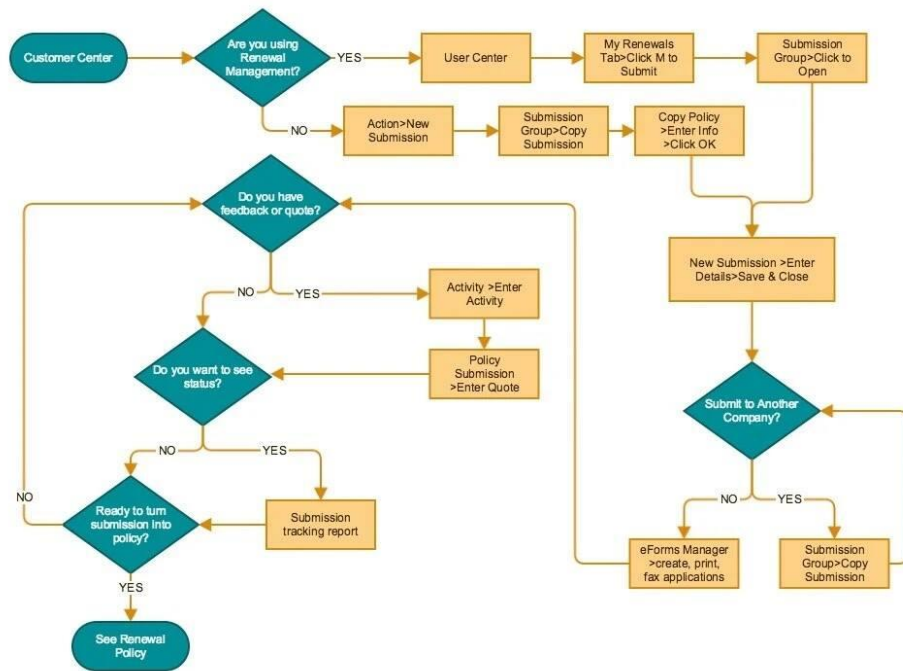 Customer Center
Are you using
Renewal
Management?
YES
User Center
My Renewals
Tab>Click M to
Submit
Submission
Group>Click to
Open
NO
Action>New
Submission
Submission
Group>Copy
Submission
Copy Policy
>Enter Info
>Click OK
Do you have
feedback or quote?
New Submission >Enter
Details>Save & Close
NO
YES
Activity >Enter
Activity
Do you want to see
status?
Policy
Submission
>Enter Quote
Submit to Another
Company?
NO
YES
NO
Ready to turn
submission into
policy?
Submission
tracking report
NO
YES
eForms Manager
>create, print,
fax applications
Submission
Group>Copy
Submission
YES
See Renewal
Policy